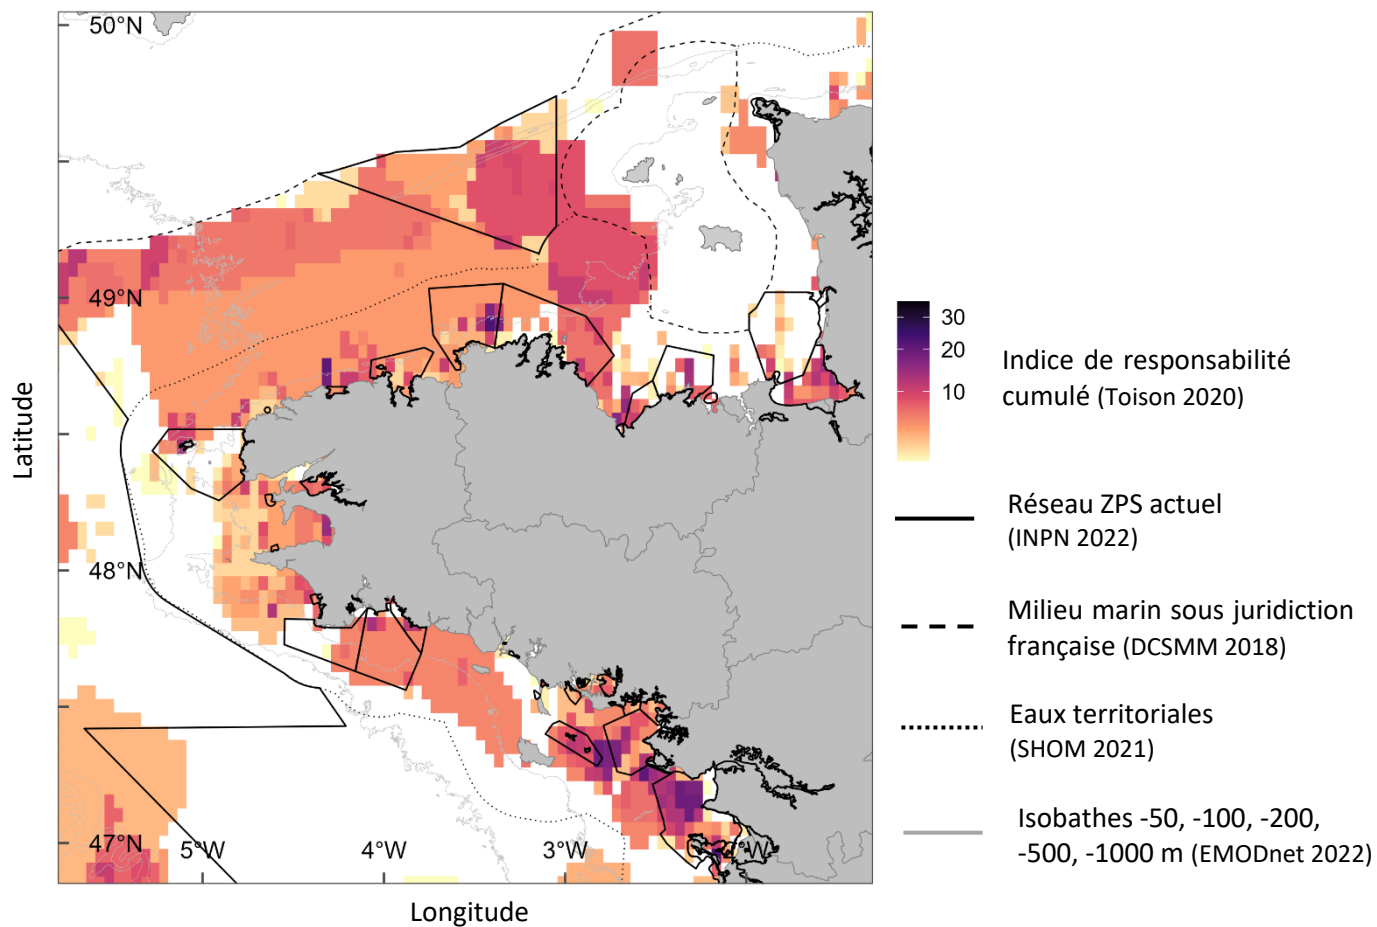 50°N
49°N
48°N
47°N
5°W
4°W
3°W
°W
Latitude
Longitude
30
20
10
Indice de responsabilité
cumulé (Toison 2020)
Réseau ZPS actuel
(INPN 2022)
Milieu marin sous juridiction
française (DCSMM 2018)
Eaux territoriales
(SHOM 2021)
Isobathes -50, -100, -200,
-500, -1000 m (EMODnet 2022)